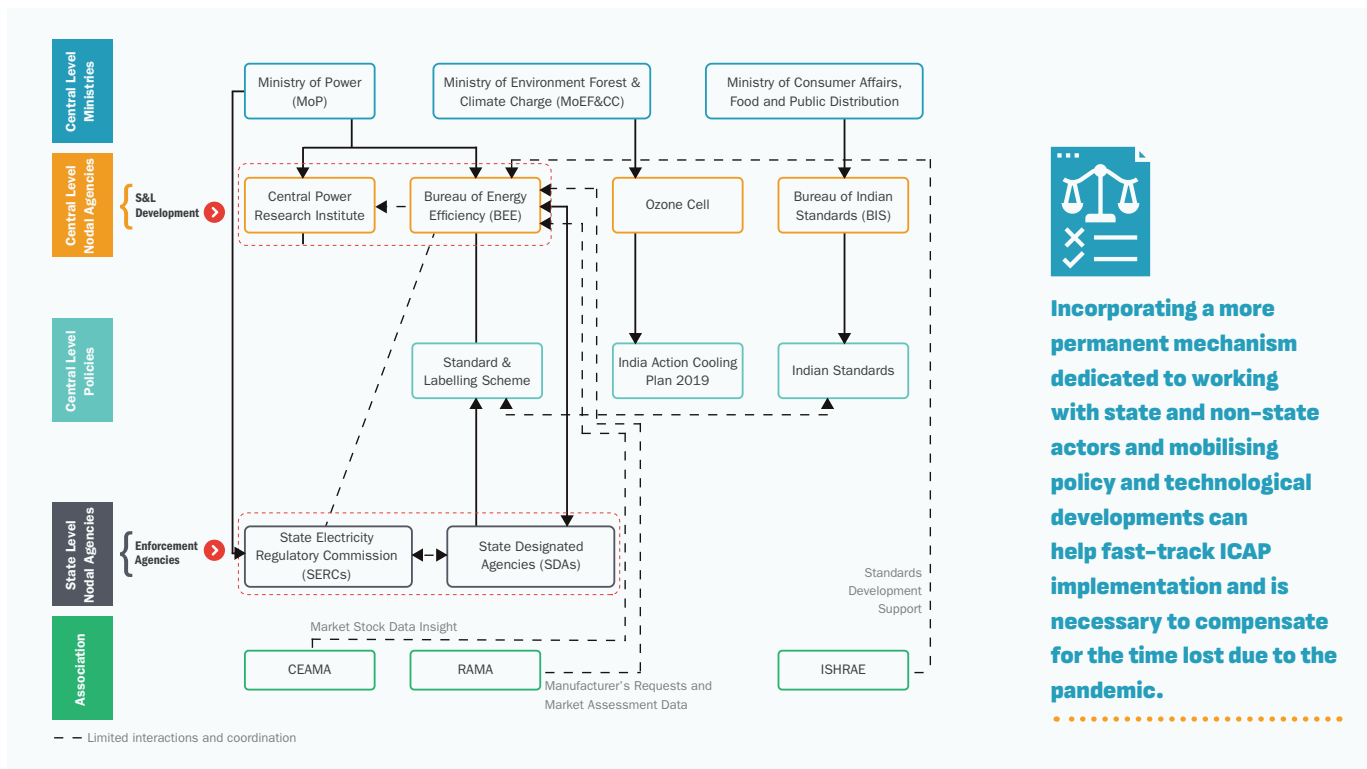 Central Level
Ministries
Ministry of Power
(MoP)
Ministry of Environment Forest &
Climate Charge (MoEF&CC)
Ministry of Consumer Affairs,
Food and Public Distribution
Central Level
Nodal Agencies
S&L
Development
Central Power
Research Institute
Bureau of Energy
Efficiency (BEE)
Ozone Cell
Bureau of Indian
Standards (BIS)
Central Level
Policies
Standard &
Labelling Scheme
India Action Cooling
Plan 2019
Indian Standards
State Level
Nodal Agencies
Enforcement
Agencies
State Electricity
Regulatory Commission
(SERCs)
State Designated
Agencies (SDAs)
Standards
Development
Support
Association
Market Stock Data Insight
CEAMA
RAMA
ISHRAE
Manufacturer's Requests and
Market Assessment Data
Limited interactions and coordination
Incorporating a more
permanent mechanism
dedicated to working
with state and non-state
actors and mobilising
policy and technological
developments can
help fast-track ICAP
implementation and is
necessary to compensate
for the time lost due to the
pandemic.